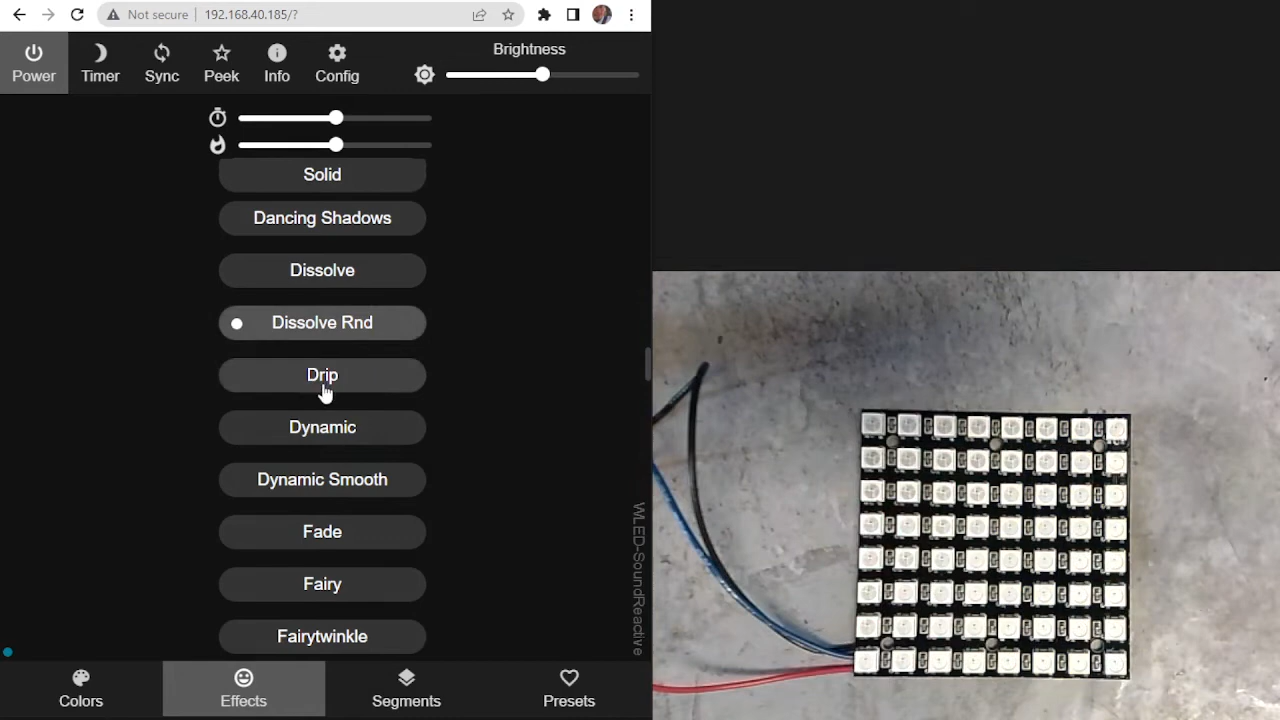 Not secure 192.168.40.185/?
Power
Timer
Sync
Peek
Info
Config
Brightness
Solid
Dancing Shadows
Dissolve
Dissolve Rnd
Drip
Dynamic
Dynamic Smooth
Fade
Fairy
Fairytwinkle
WLED-SoundReactive
Colors
Effects
Segments
Presets